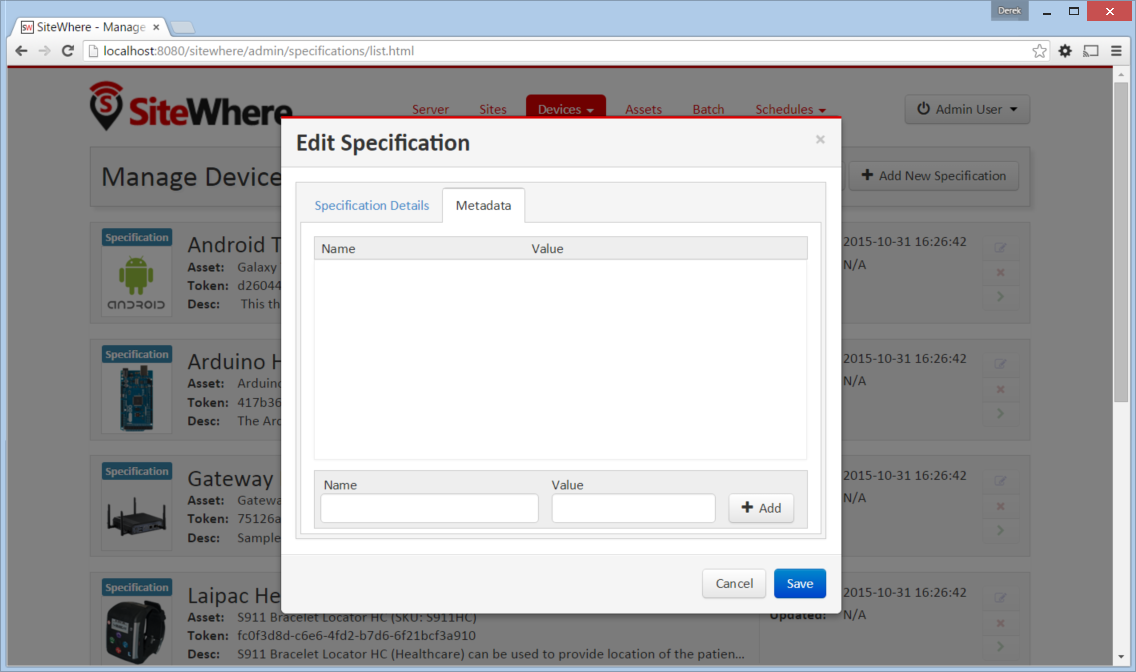 Derek
SW SiteWhere - Manage
localhost:8080/sitewhere/admin/specifications/list.html
SiteWhere
Server Sites Devices Assets Batch Schedules Admin User
Manage Device
Add New Specification
Edit Specification
Specification Details Metadata
Name Value
Name Value
Add
Cancel Save
Specification
Android T
Asset: Galaxy
Token: d26044
Desc: This th
ANDROID
2015-10-31 16:26:42
N/A
Specification
Arduino H
Asset: Arduino
Token: 417b36
Desc: The Ard
2015-10-31 16:26:42
N/A
Specification
Gateway
Asset: Gatewa
Token: 75126a
Desc: Sample
2015-10-31 16:26:42
N/A
Specification
Laipac He
Asset: S911 Bracelet Locator HC (SKU: S911HC)
Token: fc0f3d8d-c6e6-4fd2-b7d6-6f21bcf3a910
Desc: S911 Bracelet Locator HC (Healthcare) can be used to provide location of the patien...
2015-10-31 16:26:42
Updated: N/A